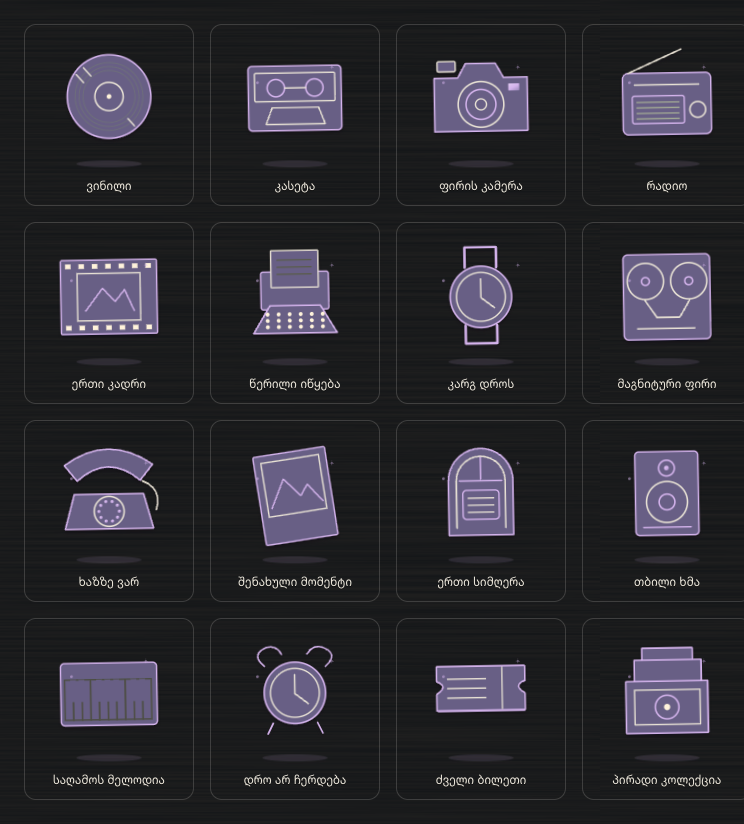 ვინილი
კასეტა
ფირის კამერა
რადიო
ერთი კადრი
წერილი იწყება
კარგ დროს
მაგნიტური ფირი
ხაზზე ვარ
შენახული მომენტი
ერთი სიმღერა
თბილი ხმა
საღამოს მელოდია
დრო არ ჩერდება
ძველი ბილეთი
პირადი კოლექცია